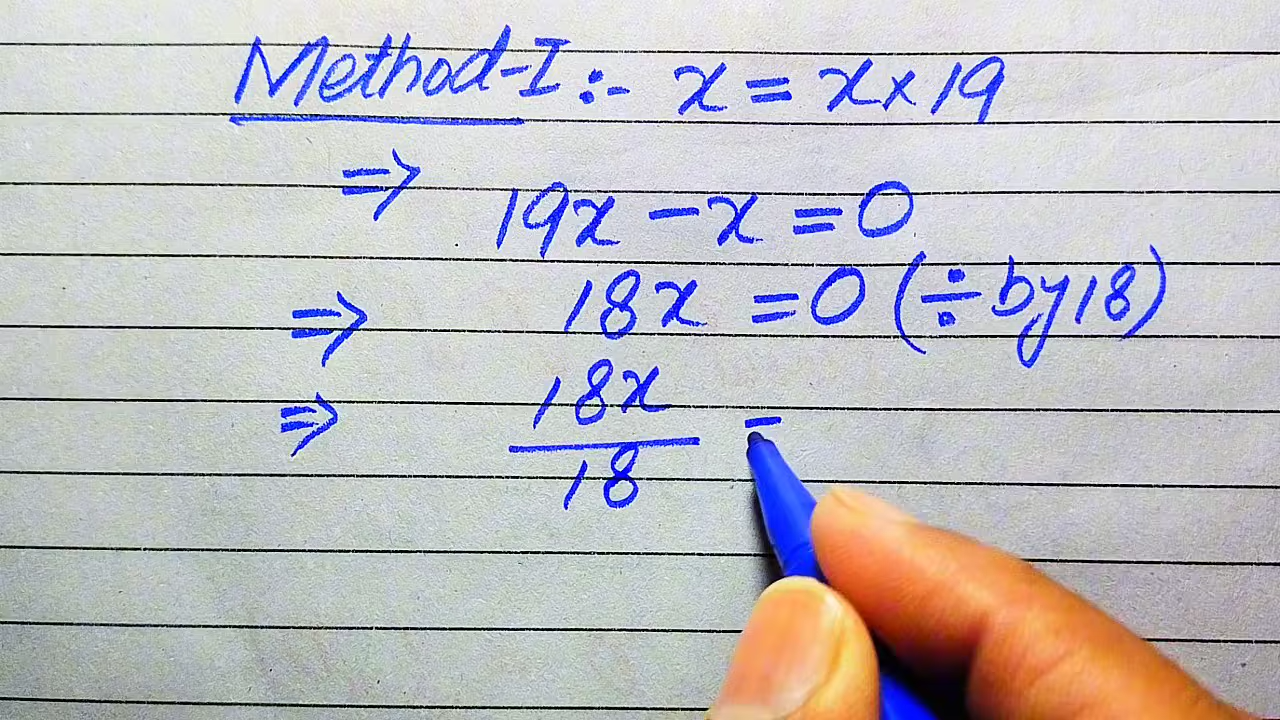 Method-I:- x = x×19
⇒ 19x - x = 0
⇒ 18x = 0 (÷ by 18)
⇒ 18x/18 =